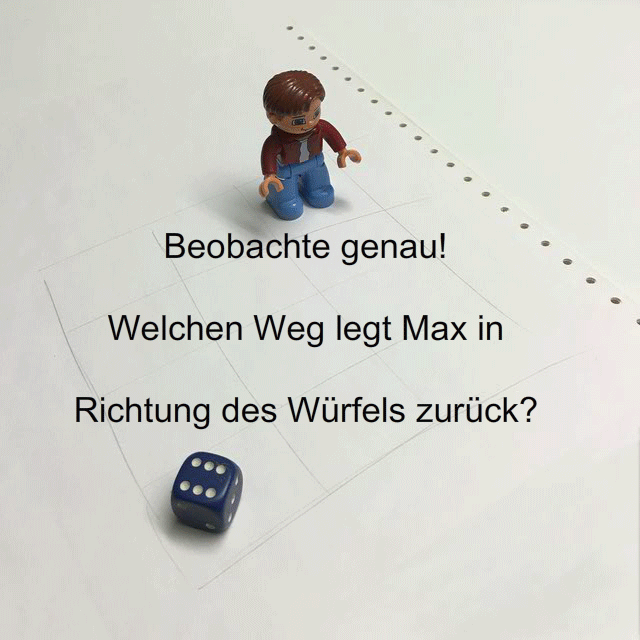 Beobachte genau!
Welchen Weg legt Max in
Richtung des Würfels zurück?